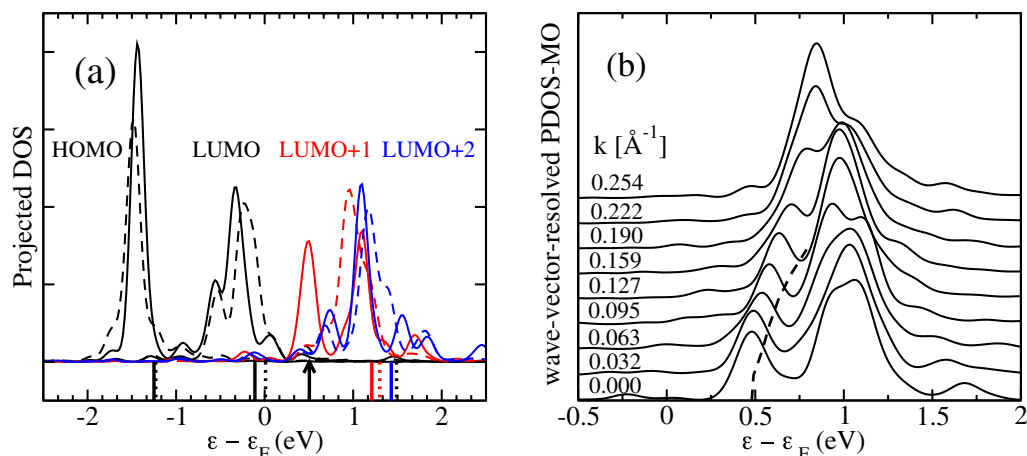 (a)
HOMO
LUMO
LUMO+1
LUMO+2
Projected DOS
-2
-1
0
1
2
ε − ε_F (eV)
(b)
k [Å⁻¹]
0.254
0.222
0.190
0.159
0.127
0.095
0.063
0.032
0.000
wave-vector-resolved PDOS-MO
-0.5
0
0.5
1
1.5
2
ε − ε_F (eV)